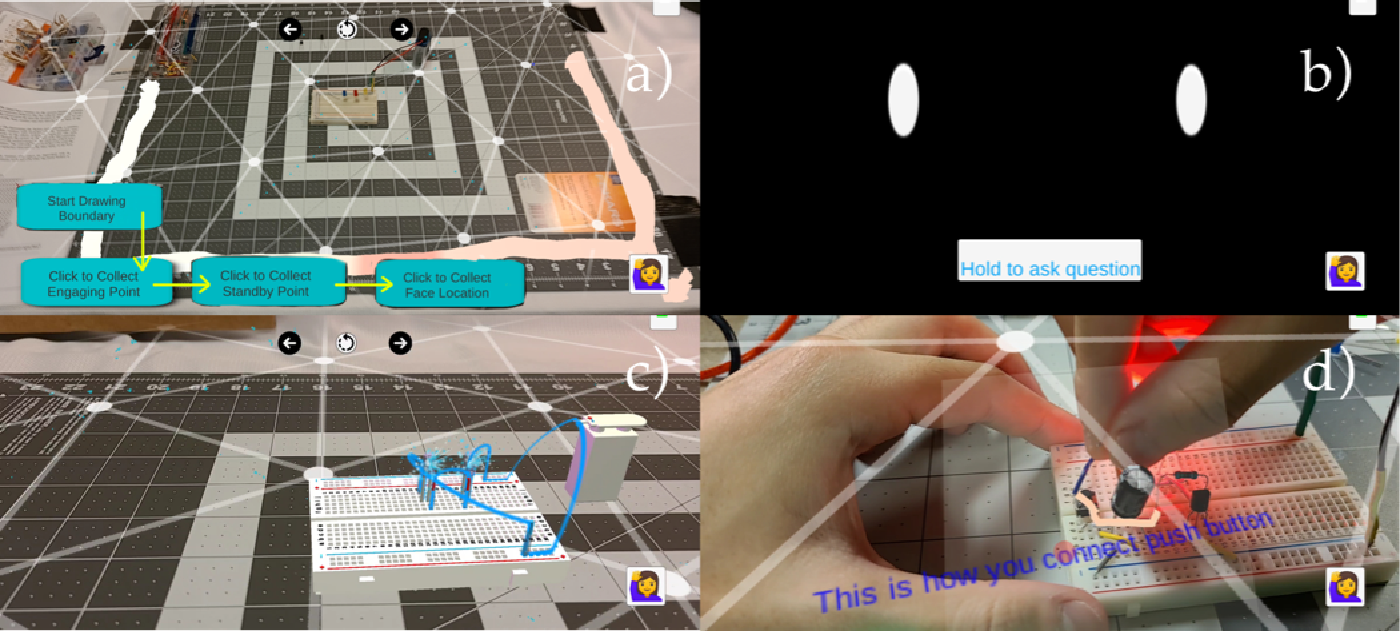 a)
Start Drawing
Boundary
Click to Collect
Engaging Point
Click to Collect
Standby Point
Click to Collect
Face Location
b)
Hold to ask question
c)
d)
This is how you connect push button